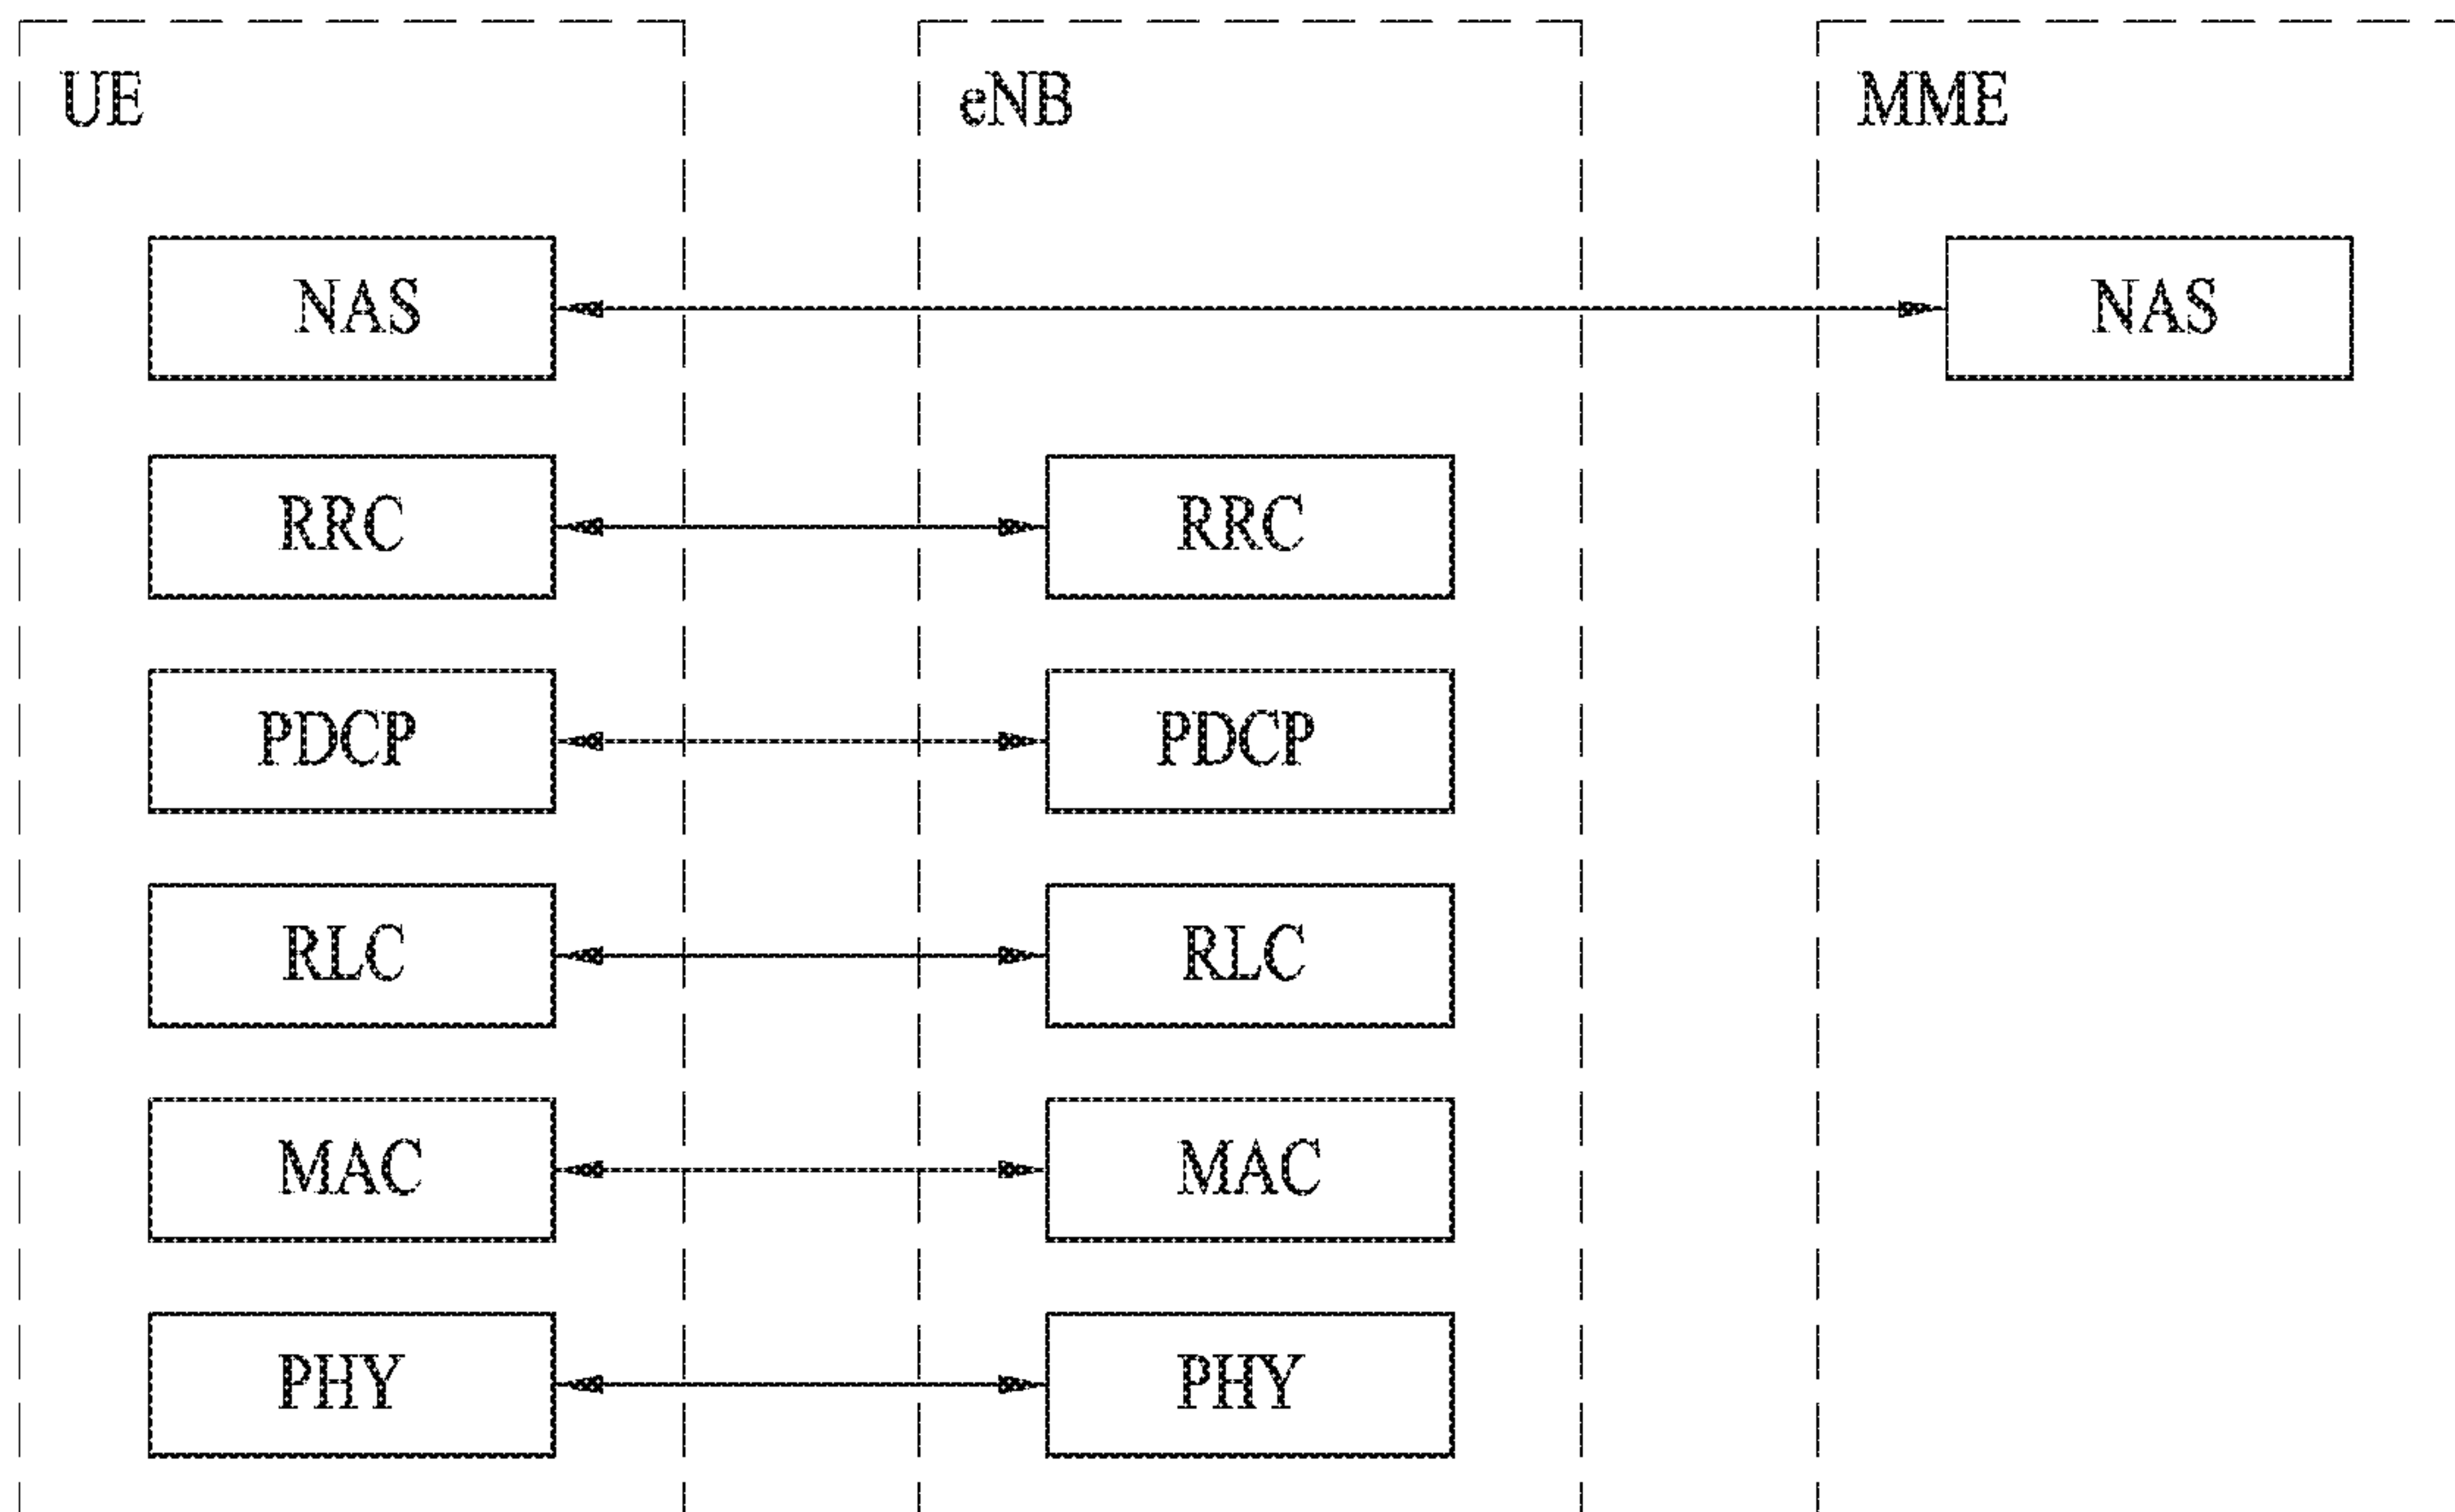 UE eNB MME
NAS NAS
RRC RRC
PDCP PDCP
RLC RLC
MAC MAC
PHY PHY